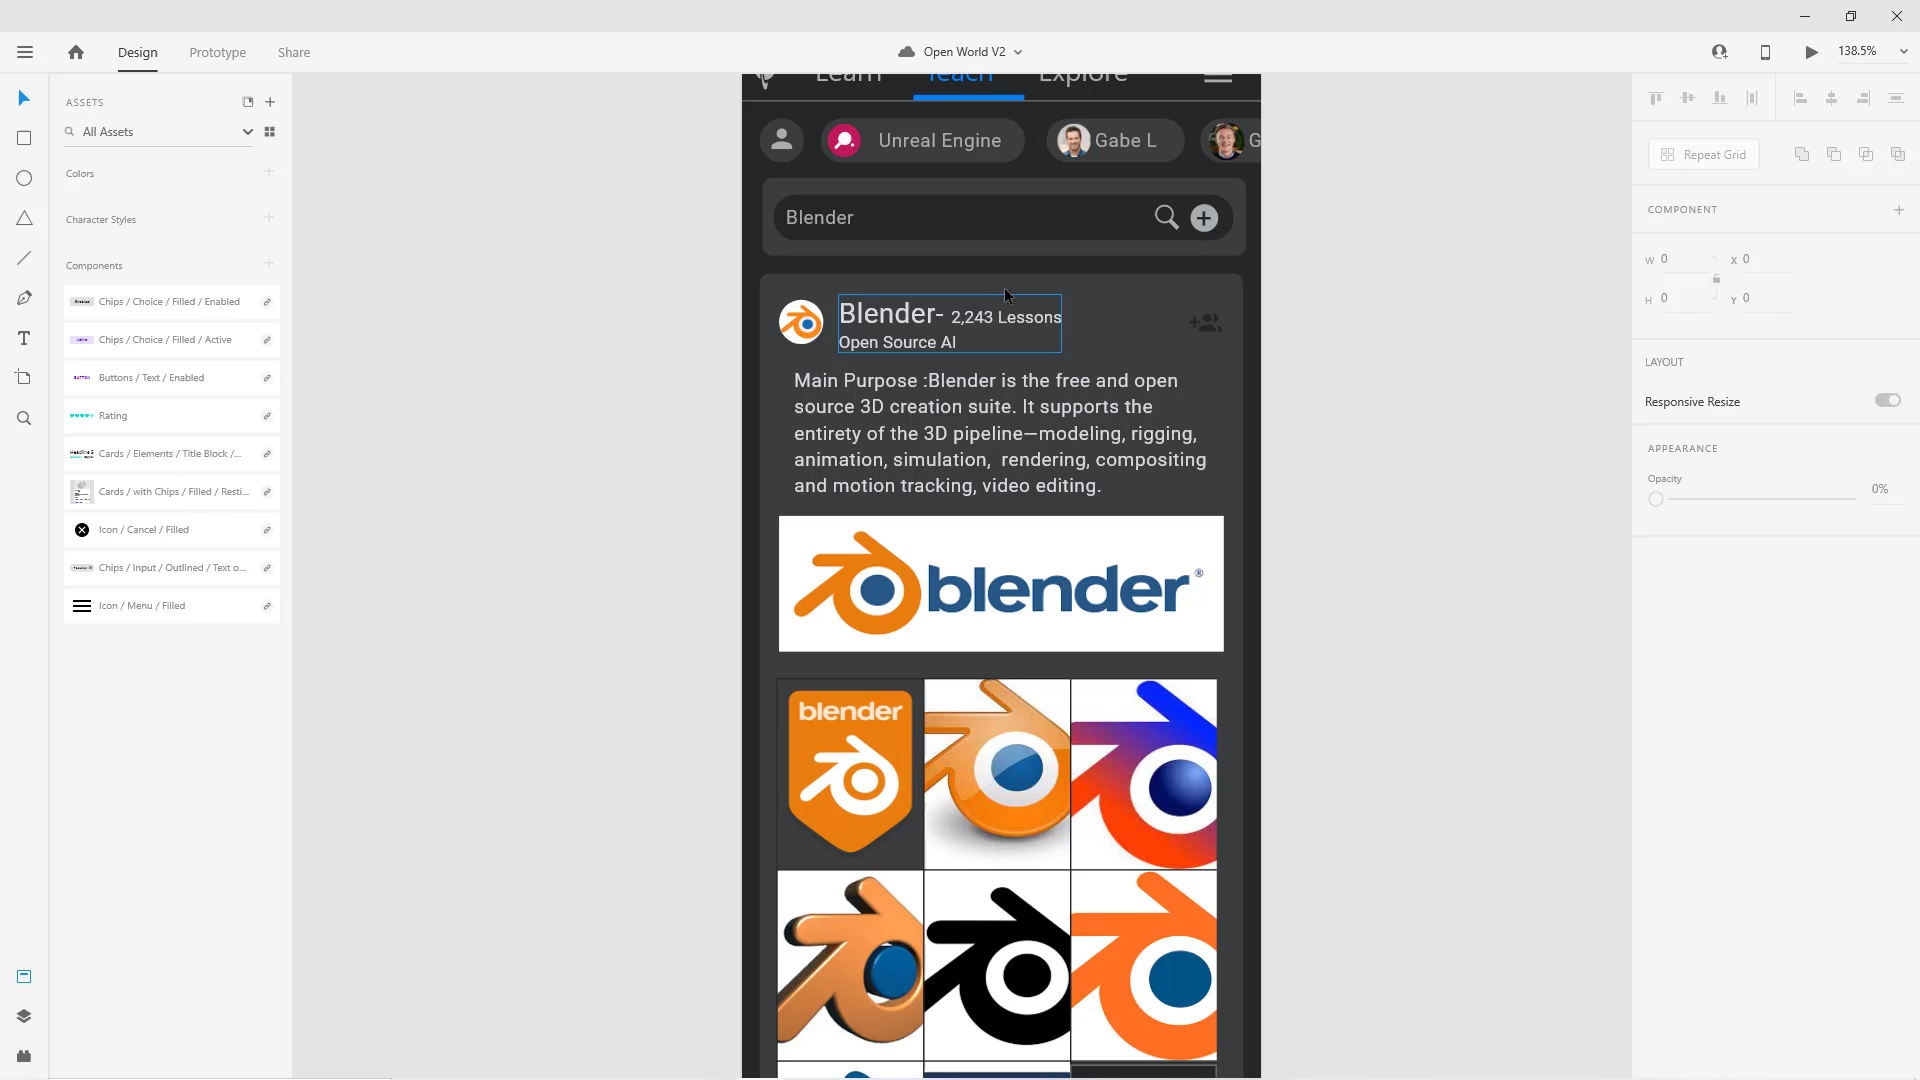 Design
Prototype
Share
Open World V2
138.5%
ASSETS
All Assets
Colors
Character Styles
Components
Chips / Choice / Filled / Enabled
Chips / Choice / Filled / Active
Buttons / Text / Enabled
Rating
Cards / Elements / Title Block /...
Cards / with Chips / Filled / Resti...
Icon / Cancel / Filled
Chips / Input / Outlined / Text o...
Icon / Menu / Filled
Learn
Teach
Explore
Unreal Engine
Gabe L
G
Blender
Blender- 2,243 Lessons
Open Source AI
Main Purpose :Blender is the free and open
source 3D creation suite. It supports the
entirety of the 3D pipeline—modeling, rigging,
animation, simulation, rendering, compositing
and motion tracking, video editing.
blender®
blender
Repeat Grid
COMPONENT
W 0
X 0
H 0
Y 0
LAYOUT
Responsive Resize
APPEARANCE
Opacity
0%